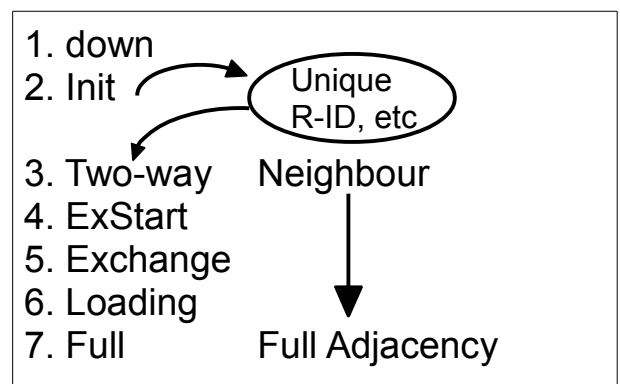 1. down
2. Init
Unique
R-ID, etc
3. Two-way Neighbour
4. ExStart
5. Exchange
6. Loading
7. Full Full Adjacency